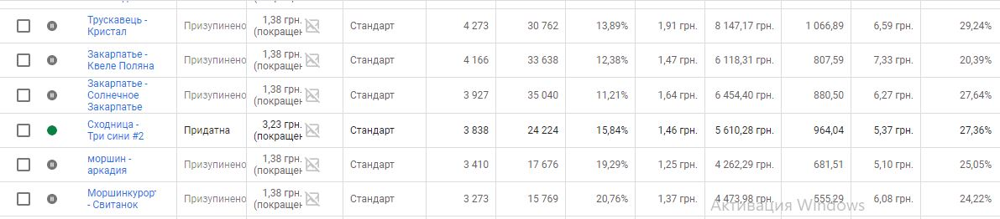 Трускавець - Кристал Призупинено 1,38 грн. (покращен Стандарт 4 273 30 762 13,89% 1,91 грн. 8 147,17 грн. 1 066,89 6,59 грн. 29,24%
Закарпатье - Квеле Поляна Призупинено 1,38 грн. (покращен Стандарт 4 166 33 638 12,38% 1,47 грн. 6 118,31 грн. 807,59 7,33 грн. 20,39%
Закарпатье - Солнечное Закарпатье Призупинено 1,38 грн. (покращен Стандарт 3 927 35 040 11,21% 1,64 грн. 6 454,40 грн. 880,50 6,27 грн. 27,64%
Сходница - Три сини #2 Придатна 3,23 грн. (покращен Стандарт 3 838 24 224 15,84% 1,46 грн. 5 610,28 грн. 964,04 5,37 грн. 27,36%
моршин - аркадия Призупинено 1,38 грн. (покращен Стандарт 3 410 17 676 19,29% 1,25 грн. 4 262,29 грн. 681,51 5,10 грн. 25,05%
Моршинкурорт - Свитанок Призупинено 1,38 грн. (покращен Стандарт 3 273 15 769 20,76% 1,37 грн. 4 473,98 грн. 555,29 6,08 грн. 24,22%
Активация Windows